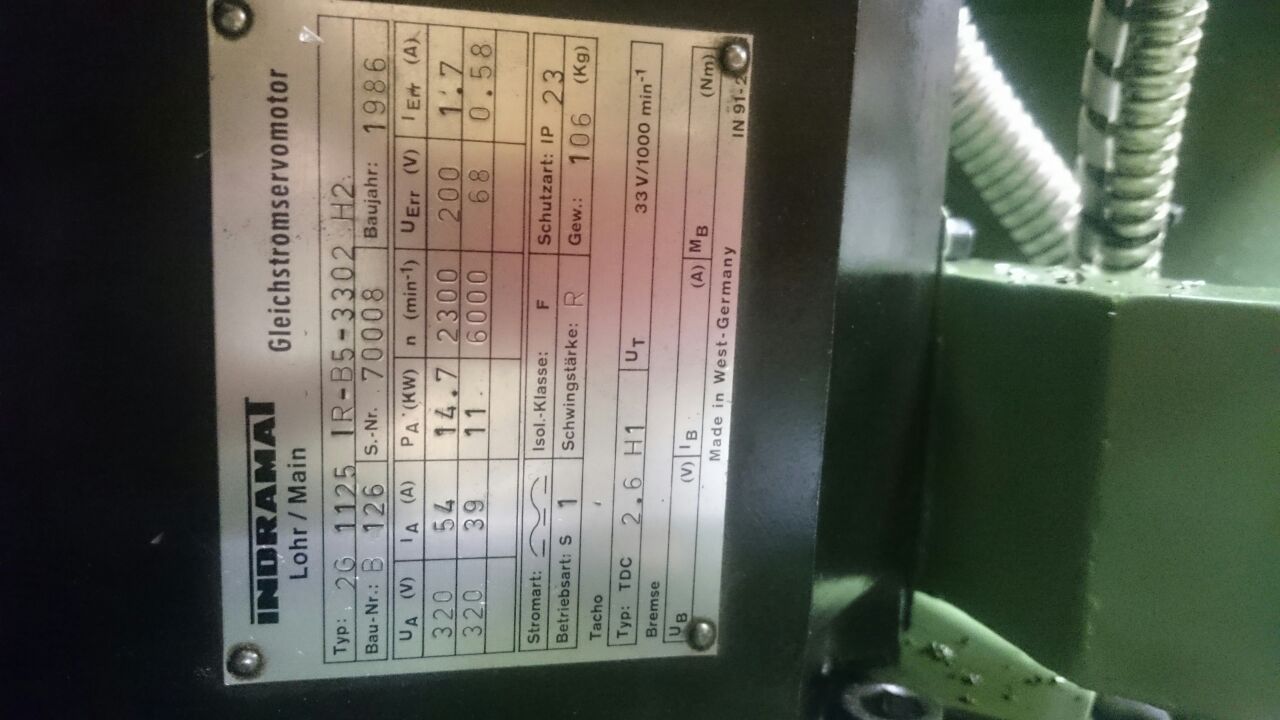 INDRAMAT
Lohr/Main
Gleichstromservomotor
Typ: 2G 1125 IR-B5-3302 H2
Bau-Nr.: B 126 S.-Nr. 70008 Baujahr: 1986
UA (V) IA (A) PA (KW) n (min⁻¹) UErr (V) IErr (A)
320 54 14.7 2300 200 1.7
320 39 11. 6000 68 0.58
Stromart: Isol.-Klasse: F Schutzart: IP 23
Betriebsart: S 1 Schwingstärke: R Gew.: 106 (Kg)
Tacho
Typ: TDC 2.6 H1 UT 33 V/1000 min⁻¹
Bremse
UB (V) IB (A) MB (Nm)
Made in West-Germany IN 91-2